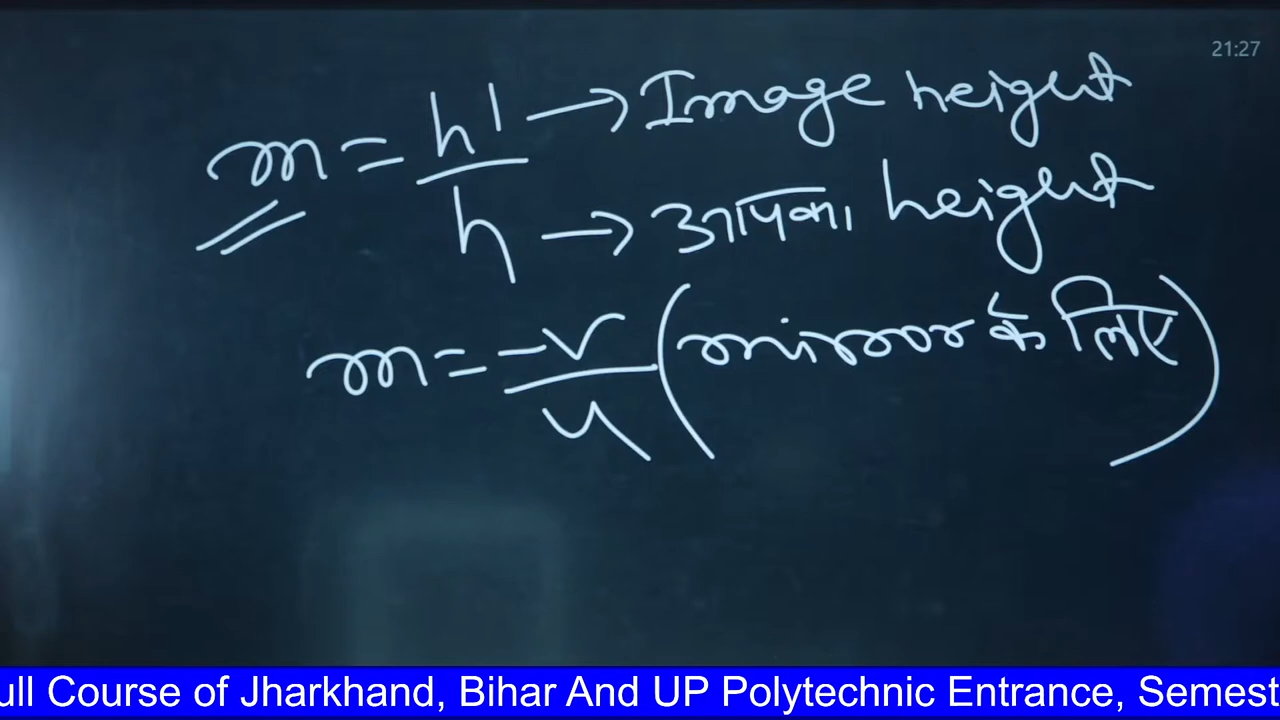 21:27
m = h' → Image height
h → आपका height
m = -v/u (mirror के लिए)
ull Course of Jharkhand, Bihar And UP Polytechnic Entrance, Semest